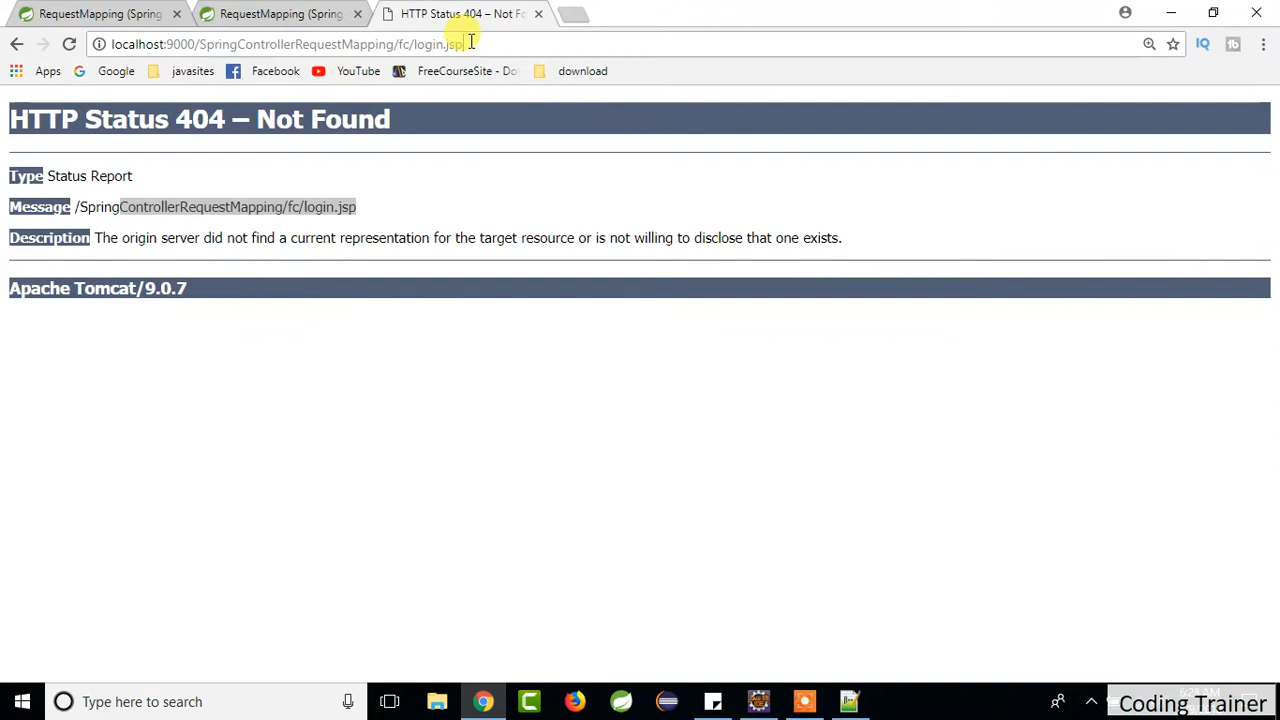 RequestMapping (Spring
RequestMapping (Spring
HTTP Status 404 – Not Fo
localhost:9000/SpringControllerRequestMapping/fc/login.jsp
Apps
Google
javasites
Facebook
YouTube
FreeCourseSite - Do
download
HTTP Status 404 – Not Found
Type Status Report
Message /SpringControllerRequestMapping/fc/login.jsp
Description The origin server did not find a current representation for the target resource or is not willing to disclose that one exists.
Apache Tomcat/9.0.7
Type here to search
Coding Trainer